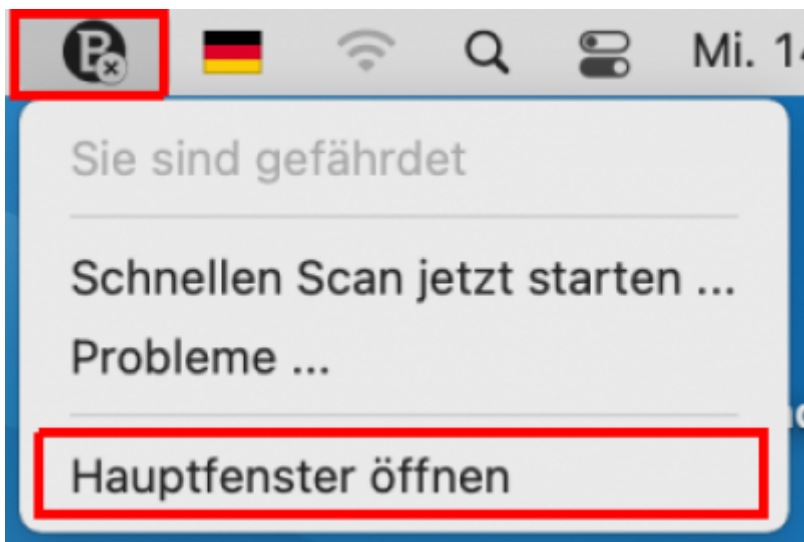 Mi. 14
Sie sind gefährdet
Schnellen Scan jetzt starten ...
Probleme ...
Hauptfenster öffnen